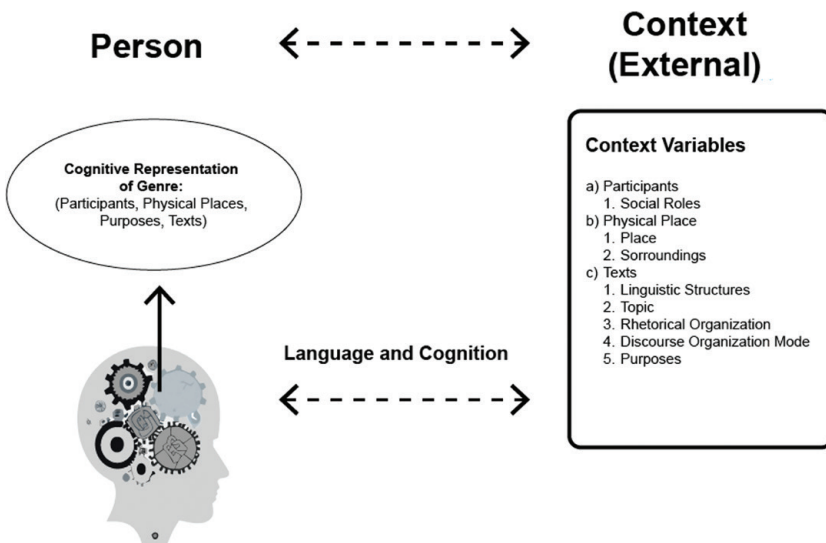 Person
Context
(External)
Cognitive Representation
of Genre:
(Participants, Physical Places,
Purposes, Texts)
Language and Cognition
Context Variables
a) Participants
1. Social Roles
b) Physical Place
1. Place
2. Sorroundings
c) Texts
1. Linguistic Structures
2. Topic
3. Rhetorical Organization
4. Discourse Organization Mode
5. Purposes